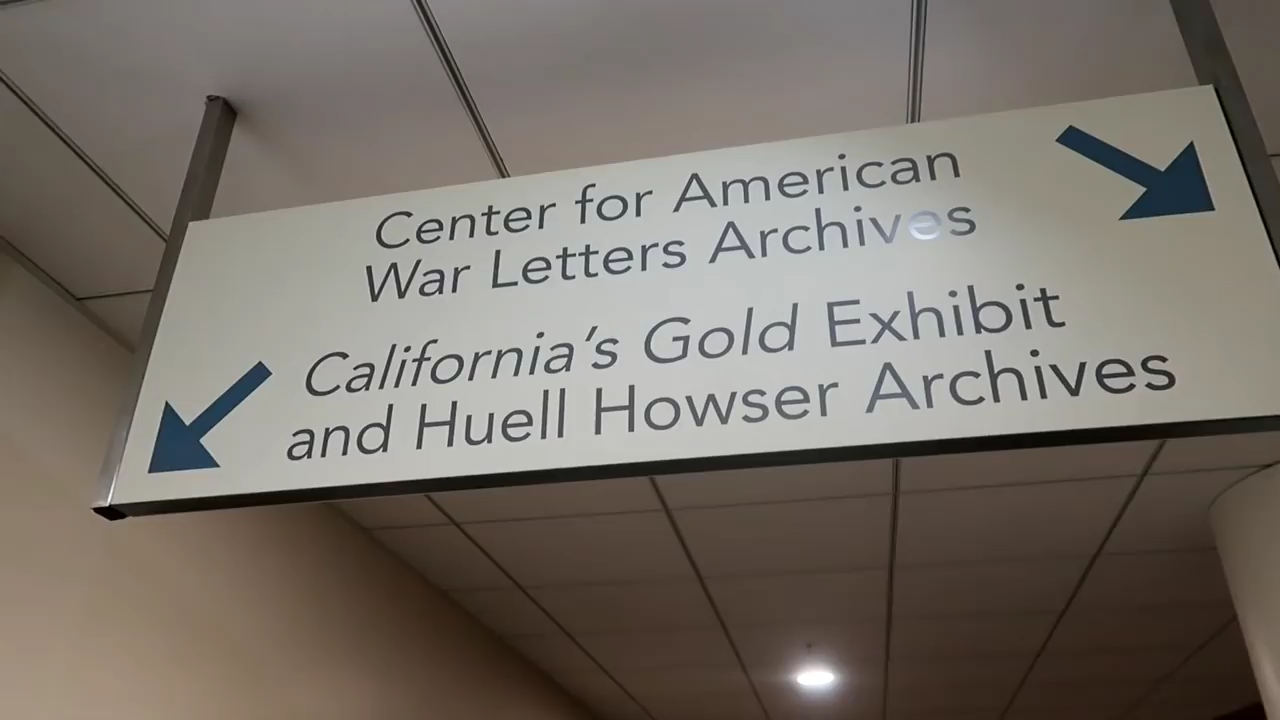 Center for American
War Letters Archives
California's Gold Exhibit
and Huell Howser Archives